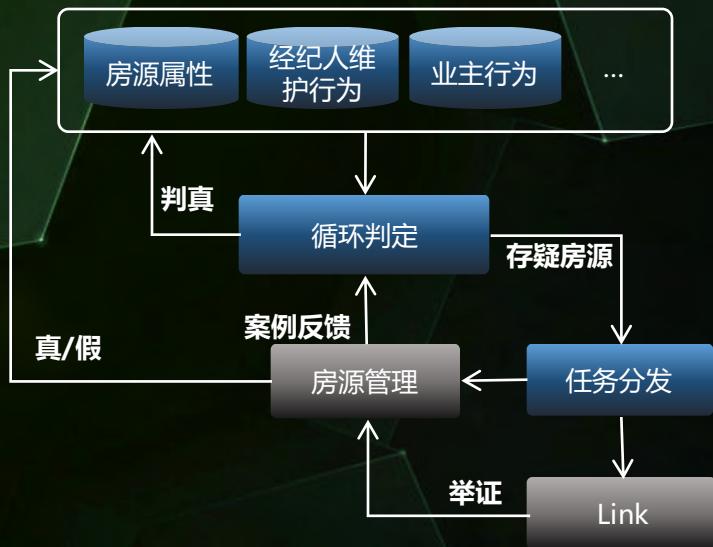 房源属性
经纪人维
护行为
业主行为
...
判真
循环判定
存疑房源
案例反馈
真/假
房源管理
任务分发
举证
Link